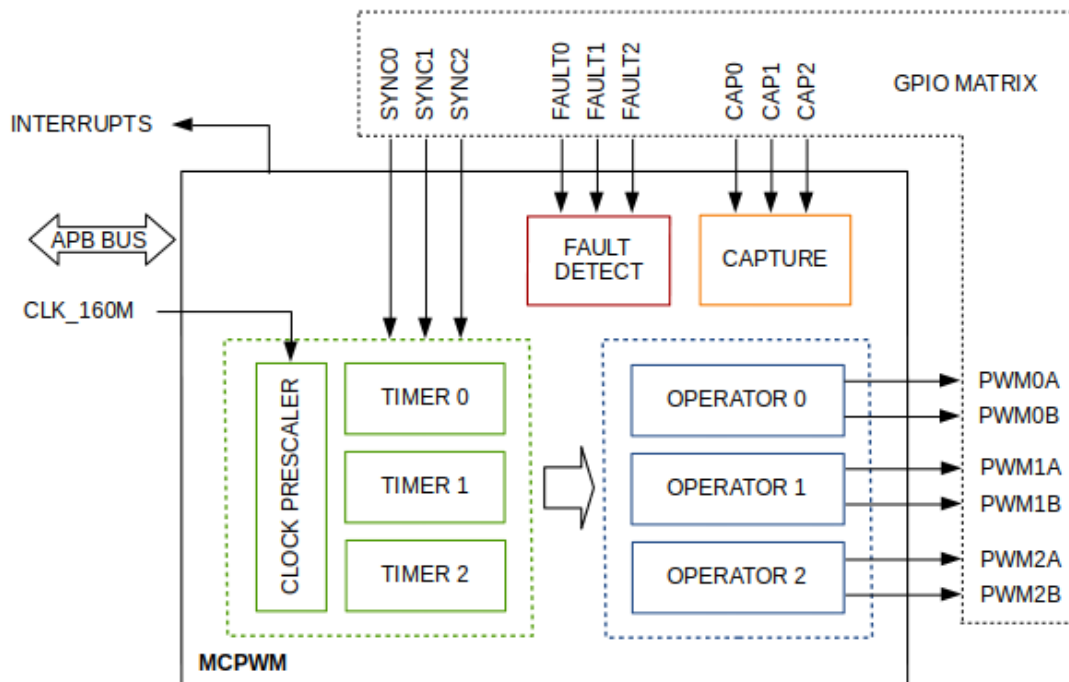 SYNC0
SYNC1
SYNC2
FAULT0
FAULT1
FAULT2
CAP0
CAP1
CAP2
GPIO MATRIX
INTERRUPTS
APB BUS
FAULT
DETECT
CAPTURE
CLK_160M
CLOCK PRESCALER
TIMER 0
TIMER 1
TIMER 2
OPERATOR 0
OPERATOR 1
OPERATOR 2
PWM0A
PWM0B
PWM1A
PWM1B
PWM2A
PWM2B
MCPWM